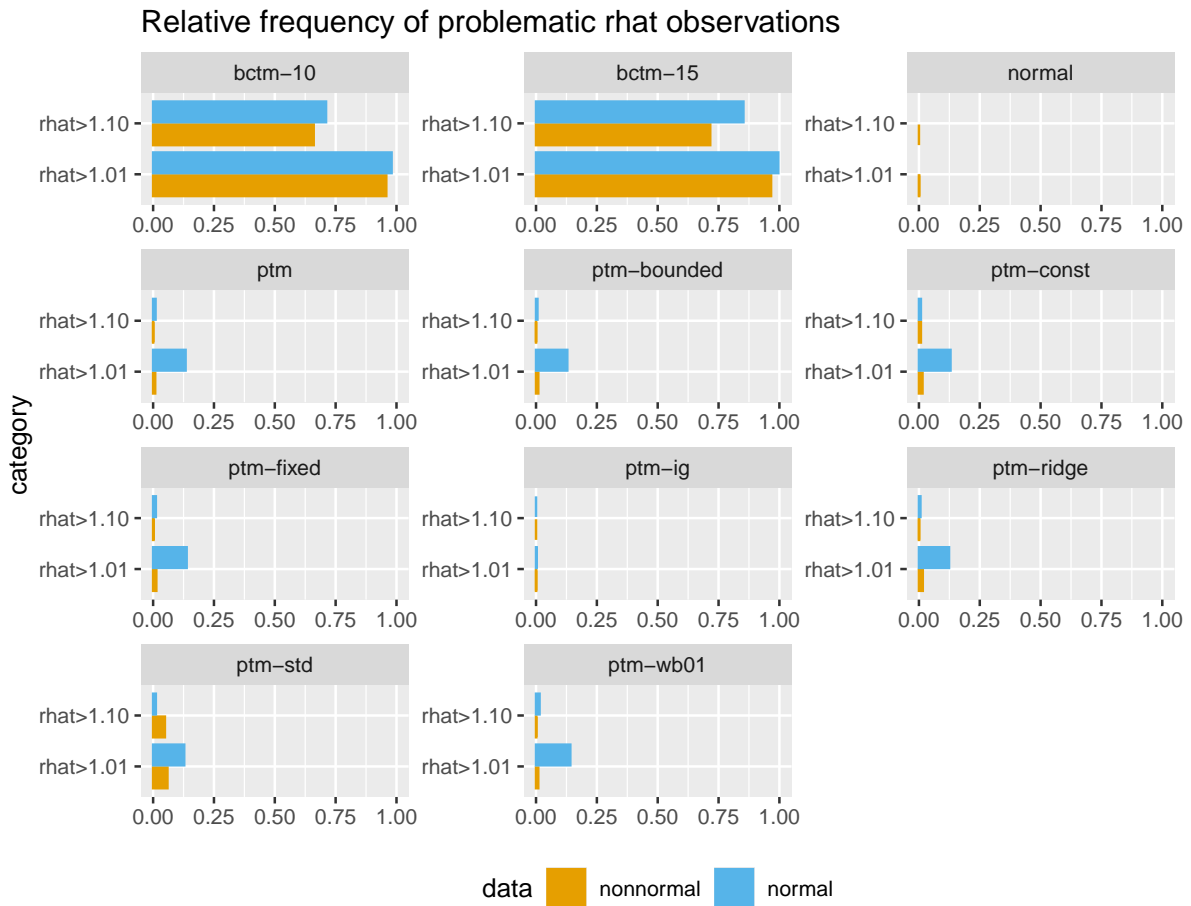 Relative frequency of problematic rhat observations
bctm−10 bctm−15 normal
rhat>1.10 rhat>1.10 rhat>1.10
rhat>1.01 rhat>1.01 rhat>1.01
0.00 0.25 0.50 0.75 1.00 0.00 0.25 0.50 0.75 1.00 0.00 0.25 0.50 0.75 1.00
ptm ptm−bounded ptm−const
rhat>1.10 rhat>1.10 rhat>1.10
rhat>1.01 rhat>1.01 rhat>1.01
0.00 0.25 0.50 0.75 1.00 0.00 0.25 0.50 0.75 1.00 0.00 0.25 0.50 0.75 1.00
category
ptm−fixed ptm−ig ptm−ridge
rhat>1.10 rhat>1.10 rhat>1.10
rhat>1.01 rhat>1.01 rhat>1.01
0.00 0.25 0.50 0.75 1.00 0.00 0.25 0.50 0.75 1.00 0.00 0.25 0.50 0.75 1.00
ptm−std ptm−wb01
rhat>1.10 rhat>1.10
rhat>1.01 rhat>1.01
0.00 0.25 0.50 0.75 1.00 0.00 0.25 0.50 0.75 1.00
data nonnormal normal